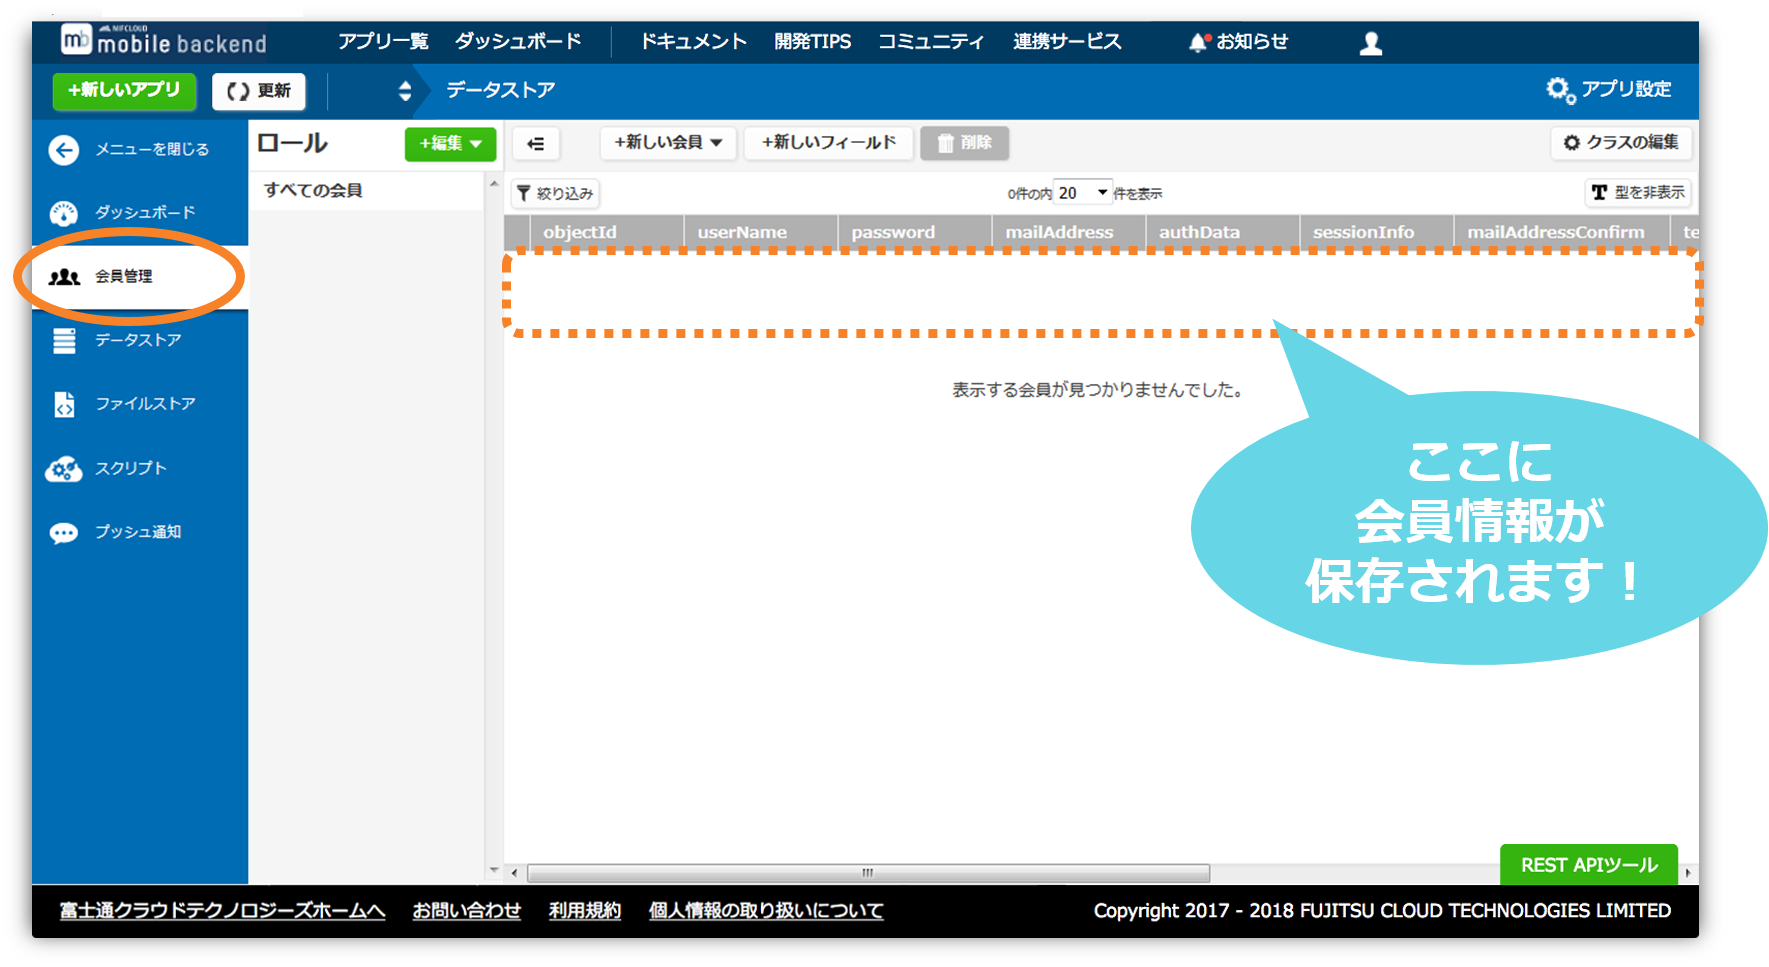 NIFCLOUD
mb mobile backend アプリ一覧 ダッシュボード ドキュメント 開発TIPS コミュニティ 連携サービス お知らせ
+新しいアプリ 更新 データストア アプリ設定
メニューを閉じる ロール +編集 +新しい会員 +新しいフィールド 削除 クラスの編集
すべての会員 絞り込み 0件の内 20 件を表示 T 型を非表示
ダッシュボード
objectId userName password mailAddress authData sessionInfo mailAddressConfirm te
会員管理
データストア
表示する会員が見つかりませんでした。
ファイルストア
スクリプト
プッシュ通知
ここに
会員情報が
保存されます！
REST APIツール
富士通クラウドテクノロジーズホームへ お問い合わせ 利用規約 個人情報の取り扱いについて Copyright 2017 - 2018 FUJITSU CLOUD TECHNOLOGIES LIMITED